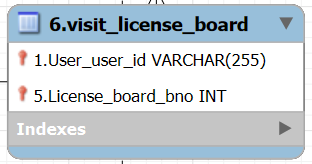 6.visit_license_board
1.User_user_id VARCHAR(255)
5.License_board_bno INT
Indexes